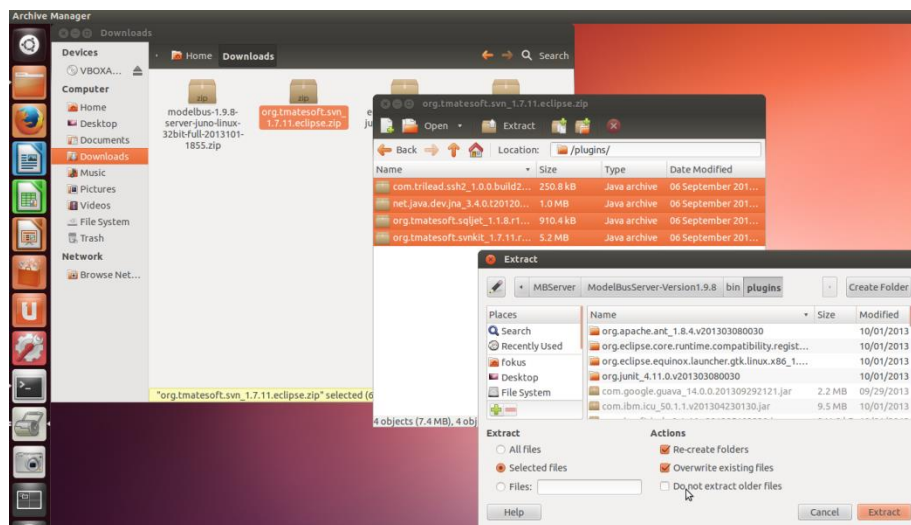 Archive Manager
Downloads
Devices
VBOXA...
Computer
Home
Desktop
Documents
Downloads
Music
Pictures
Videos
File System
Trash
Network
Browse Net...
Home Downloads
Search
zip
modelbus-1.9.8-
server-juno-linux-
32bit-full-2013101-
1855.zip
zip
org.tmatesoft.svn_
1.7.11.eclipse.zip
"org.tmatesoft.svn_1.7.11.eclipse.zip" selected (6
org.tmatesoft.svn_1.7.11.eclipse.zip
Open Extract
Back Location: /plugins/
Name Size Type Date Modified
com.trilead.ssh2_1.0.0.build2... 250.8 kB Java archive 06 September 201...
net.java.dev.jna_3.4.0.t20120... 1.0 MB Java archive 06 September 201...
org.tmatesoft.sqljet_1.1.8.r1... 910.4 kB Java archive 06 September 201...
org.tmatesoft.svnkit_1.7.11.r... 5.2 MB Java archive 06 September 201...
4 objects (7.4 MB), 4 obj
Extract
MBServer ModelBusServer-Version1.9.8 bin plugins Create Folder
Places
Search
Recently Used
fokus
Desktop
File System
Name Size Modified
org.apache.ant_1.8.4.v201303080030 10/01/2013
org.eclipse.core.runtime.compatibility.regist... 10/01/2013
org.eclipse.equinox.launcher.gtk.linux.x86_1.... 10/01/2013
org.junit_4.11.0.v201303080030 10/01/2013
com.google.guava_14.0.0.201309292121.jar 2.2 MB 09/29/2013
com.ibm.icu_50.1.1.v201304230130.jar 9.5 MB 10/01/2013
Extract
All files
Selected files
Files:
Actions
Re-create folders
Overwrite existing files
Do not extract older files
Help Cancel Extract